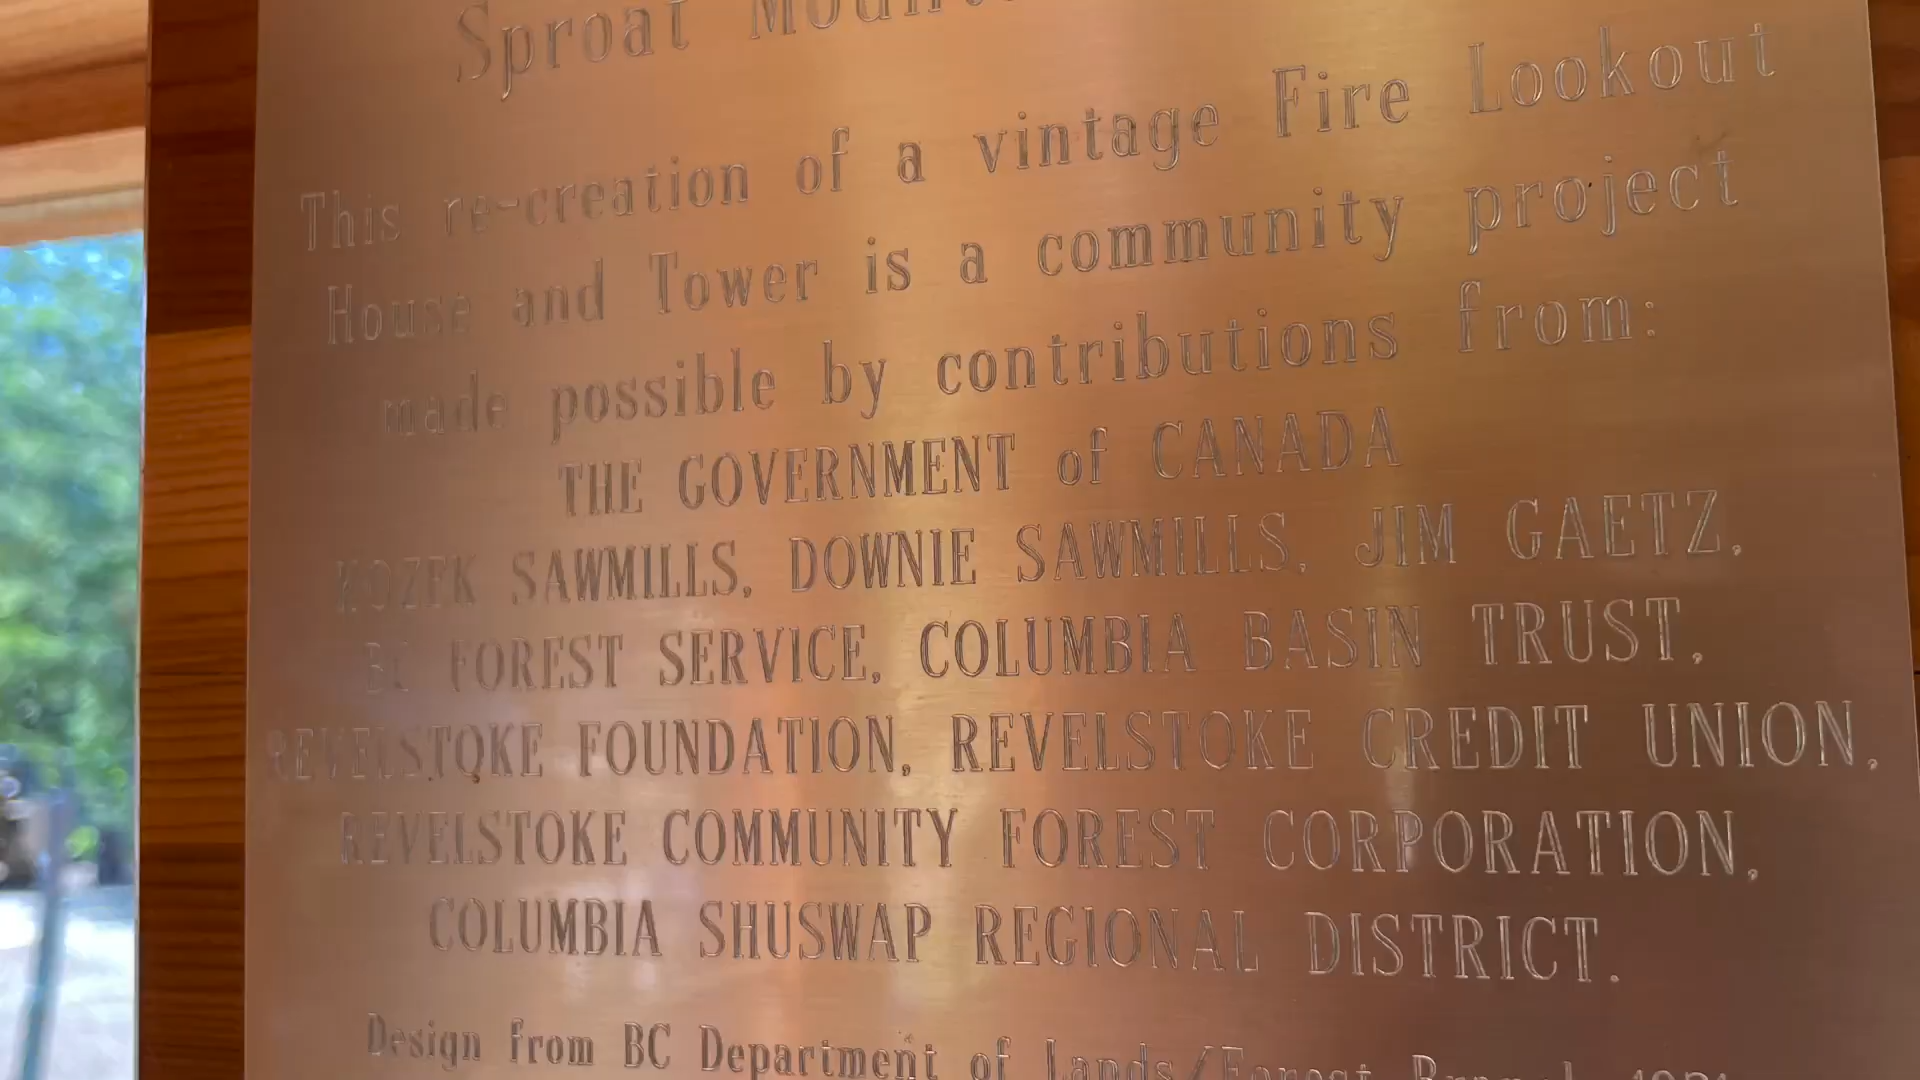 Sproat
This re-creation of a vintage Fire Lookout
House and Tower is a community project
made possible by contributions from:
THE GOVERNMENT of CANADA
KOZEK SAWMILLS, DOWNIE SAWMILLS, JIM GAETZ,
BC FOREST SERVICE, COLUMBIA BASIN TRUST,
REVELSTOKE FOUNDATION, REVELSTOKE CREDIT UNION,
REVELSTOKE COMMUNITY FOREST CORPORATION,
COLUMBIA SHUSWAP REGIONAL DISTRICT.
Design from BC Department of Lands/Forest